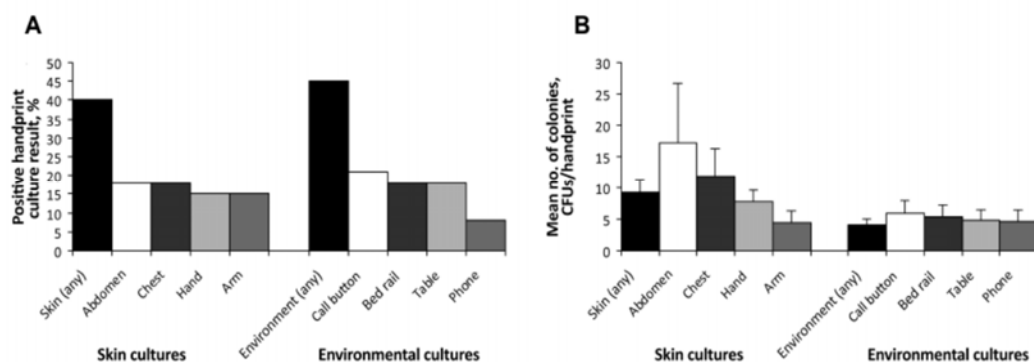 A
Positive handprint
culture result, %
50
45
40
35
30
25
20
15
10
5
0
Skin (any)
Abdomen
Chest
Hand
Arm
Environment (any)
Call button
Bed rail
Table
Phone
Skin cultures
Environmental cultures
B
Mean no. of colonies,
CFUs/handprint
30
25
20
15
10
5
0
Skin (any)
Abdomen
Chest
Hand
Arm
Environment (any)
Call button
Bed rail
Table
Phone
Skin cultures
Environmental cultures